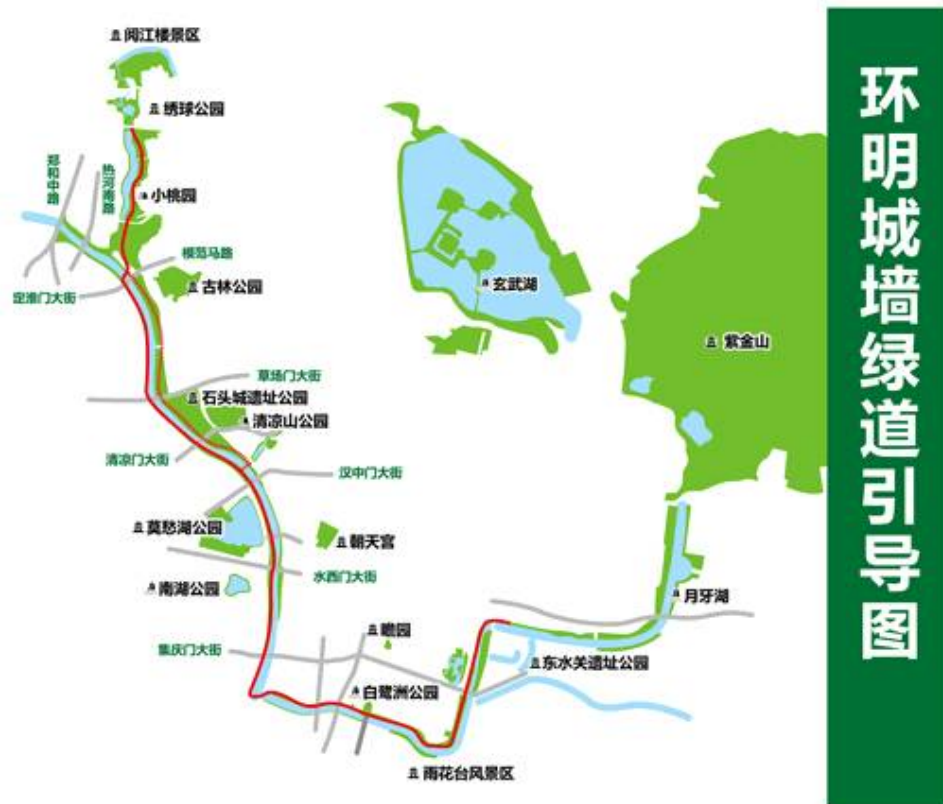 环明城墙绿道引导图
阅江楼景区
绣球公园
郑和中路
热河南路
小桃园
模范马路
古林公园
定淮门大街
玄武湖
紫金山
草场门大街
石头城遗址公园
清凉山公园
清凉门大街
汉中门大街
莫愁湖公园
朝天宫
水西门大街
南湖公园
月牙湖
瞻园
集庆门大街
东水关遗址公园
白鹭洲公园
雨花台风景区